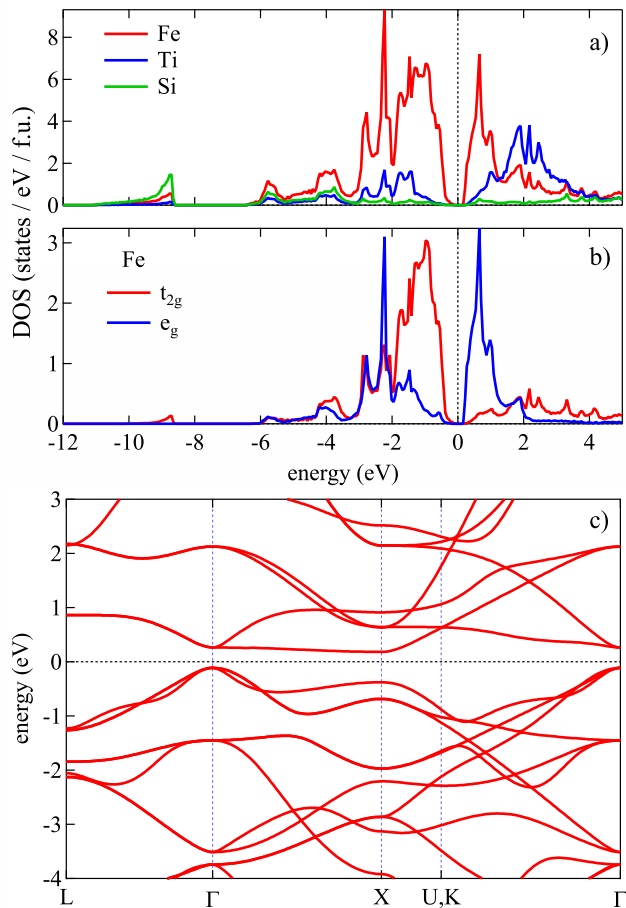 Fe
Ti
Si
a)
8
6
4
2
0
DOS (states / eV / f.u.)
Fe
t2g
eg
b)
3
2
1
0
-12 -10 -8 -6 -4 -2 0 2 4
energy (eV)
c)
3
2
1
0
-1
-2
-3
-4
energy (eV)
L Γ X U,K Γ